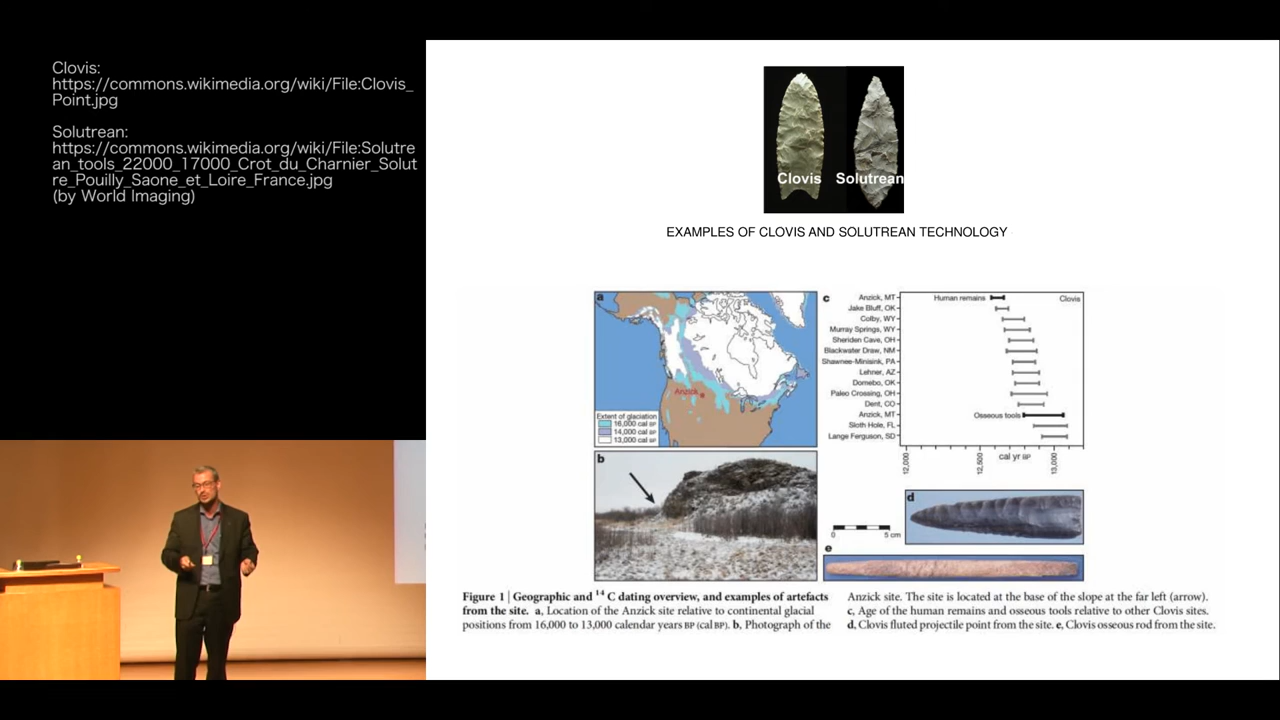 Clovis:
https://commons.wikimedia.org/wiki/File:Clovis_
Point.jpg
Solutrean:
https://commons.wikimedia.org/wiki/File:Solutre
an_tools_22000_17000_Crot_du_Charnier_Solut
re_Pouilly_Saone_et_Loire_France.jpg
(by World Imaging)
Clovis
Solutrean
EXAMPLES OF CLOVIS AND SOLUTREAN TECHNOLOGY
a
Anzick
Extent of glaciation
16,000 cal BP
14,000 cal BP
13,000 cal BP
b
c
Anzick, MT
Human remains
Clovis
Jake Bluff, OK
Colby, WY
Murray Springs, WY
Sheriden Cave, OH
Blackwater Draw, NM
Shawnee-Minisink, PA
Lehner, AZ
Domebo, OK
Paleo Crossing, OH
Dent, CO
Anzick, MT
Osseous tools
Sloth Hole, FL
Lange Ferguson, SD
12,000
12,500
cal yr BP
13,000
d
0
5 cm
e
Figure 1 | Geographic and 14 C dating overview, and examples of artefacts
from the site. a, Location of the Anzick site relative to continental glacial
positions from 16,000 to 13,000 calendar years BP (cal BP). b, Photograph of the
Anzick site. The site is located at the base of the slope at the far left (arrow).
c, Age of the human remains and osseous tools relative to other Clovis sites.
d, Clovis fluted projectile point from the site. e, Clovis osseous rod from the site.